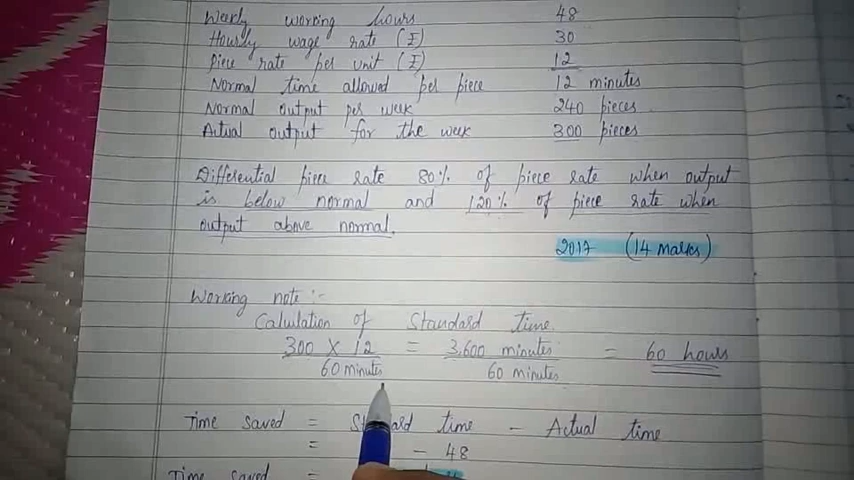 Weekly working hours 48
Hourly wage rate (₹) 30
Piece rate per unit (₹) 12
Normal time allowed per piece 12 minutes
Normal output per week 240 pieces
Actual output for the week 300 pieces
Differential piece rate 80% of piece rate when output
is below normal and 120% of piece rate when
output above normal.
2017 (14 marks)
Working note :-
Calculation of Standard time
300 X 12 = 3,600 minutes = 60 hours
60 minutes 60 minutes
Time saved = time - Actual time
= - 48
Time saved =